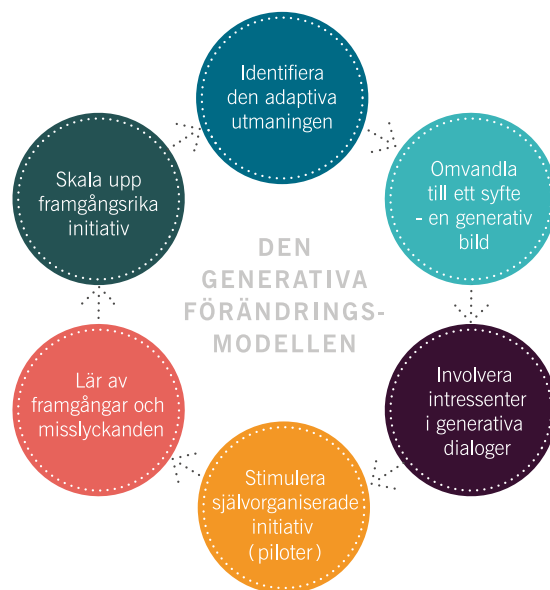 Identifiera
den adaptiva
utmaningen
Omvandla
till ett syfte
- en generativ
bild
Involvera
intressenter
i generativa
dialoger
Stimulera
självorganiserade
initiativ
(piloter)
Lär av
framgångar och
misslyckanden
Skala upp
framgångsrika
initiativ
DEN
GENERATIVA
FÖRÄNDRINGS-
MODELLEN